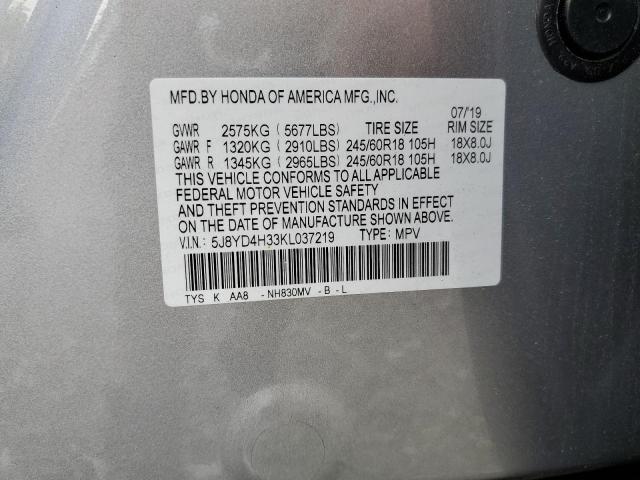 MFD.BY HONDA OF AMERICA MFG.,INC.
07/'19
GVWR 2575KG ( 5677LBS) TIRE SIZE RIM SIZE
GAWR F 1320KG ( 2910LBS) 245/60R18 105H 18X8.0J
GAWR R 1345KG ( 2965LBS) 245/60R18 105H 18X8.0J
THIS VEHICLE CONFORMS TO ALL APPLICABLE
FEDERAL MOTOR VEHICLE SAFETY
AND THEFT PREVENTION STANDARDS IN EFFECT
ON THE DATE OF MANUFACTURE SHOWN ABOVE.
V.I.N.: 5J8YD4H33KL037219 TYPE: MPV
TYS K AA8 -NH830MV -B -L